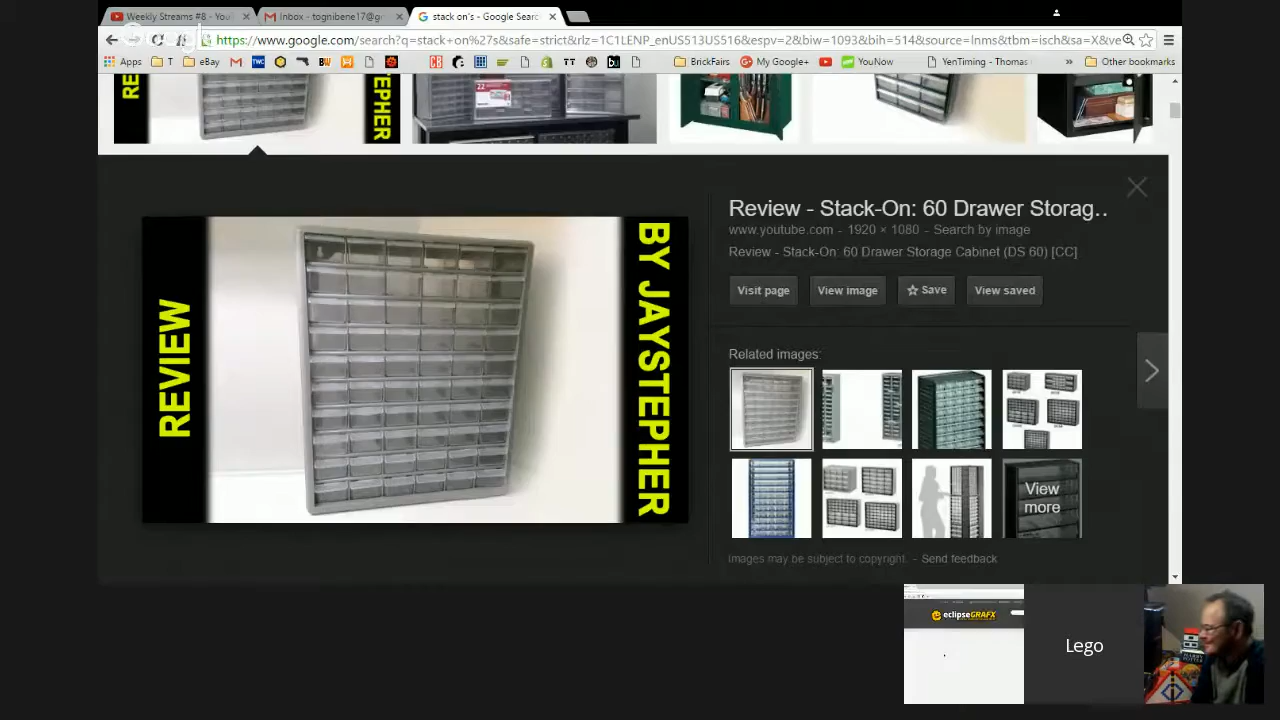 Weekly Streams #8 - You
Inbox - tognibene17@g
stack on's - Google Sear
https://www.google.com/search?q=stack+on%27s&safe=strict&rlz=1C1LENP_enUS513US516&espv=2&biw=1093&bih=514&source=lnms&tbm=isch&sa=X&ve
Apps
T
eBay
BrickFairs
My Google+
YouNow
YenTiming - Thomas
Other bookmarks
22
REVIEW
BY JAYSTEPHER
Review - Stack-On: 60 Drawer Storag..
www.youtube.com - 1920 × 1080 - Search by image
Review - Stack-On: 60 Drawer Storage Cabinet (DS 60) [CC]
Visit page
View image
Save
View saved
Related images:
View more
Images may be subject to copyright. - Send feedback
eclipseGRAFX
Lego